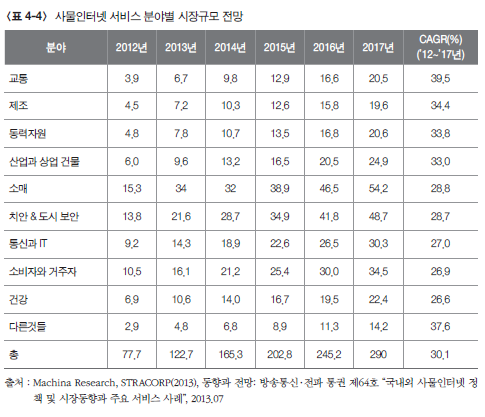 〈표 4-4〉 사물인터넷 서비스 분야별 시장규모 전망
분야 2012년 2013년 2014년 2015년 2016년 2017년 CAGR(%)
('12~'17년)
교통 3,9 6,7 9,8 12,9 16,6 20,5 39,5
제조 4,5 7,2 10,3 12,6 15,8 19,6 34,4
동력자원 4,8 7,8 10,7 13,5 16,8 20,6 33,8
산업과 상업 건물 6,0 9,6 13,2 16,5 20,5 24,9 33,0
소매 15,3 34 32 38,9 46,5 54,2 28,8
치안 & 도시 보안 13,8 21,6 28,7 34,9 41,8 48,7 28,7
통신과 IT 9,2 14,3 18,9 22,6 26,5 30,3 27,0
소비자와 거주자 10,5 16,1 21,2 25,4 30,0 34,5 26,9
건강 6,9 10,6 14,0 16,7 19,5 22,4 26,6
다른것들 2,9 4,8 6,8 8,9 11,3 14,2 37,6
총 77,7 122,7 165,3 202,8 245,2 290 30,1
출처 : Machina Research, STRACORP(2013), 동향과 전망: 방송통신·전파 통권 제64호 "국내외 사물인터넷 정
책 및 시장동향과 주요 서비스 사례", 2013.07